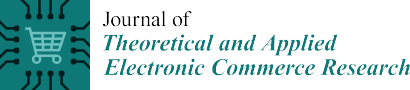 Journal of
Theoretical and Applied
Electronic Commerce Research